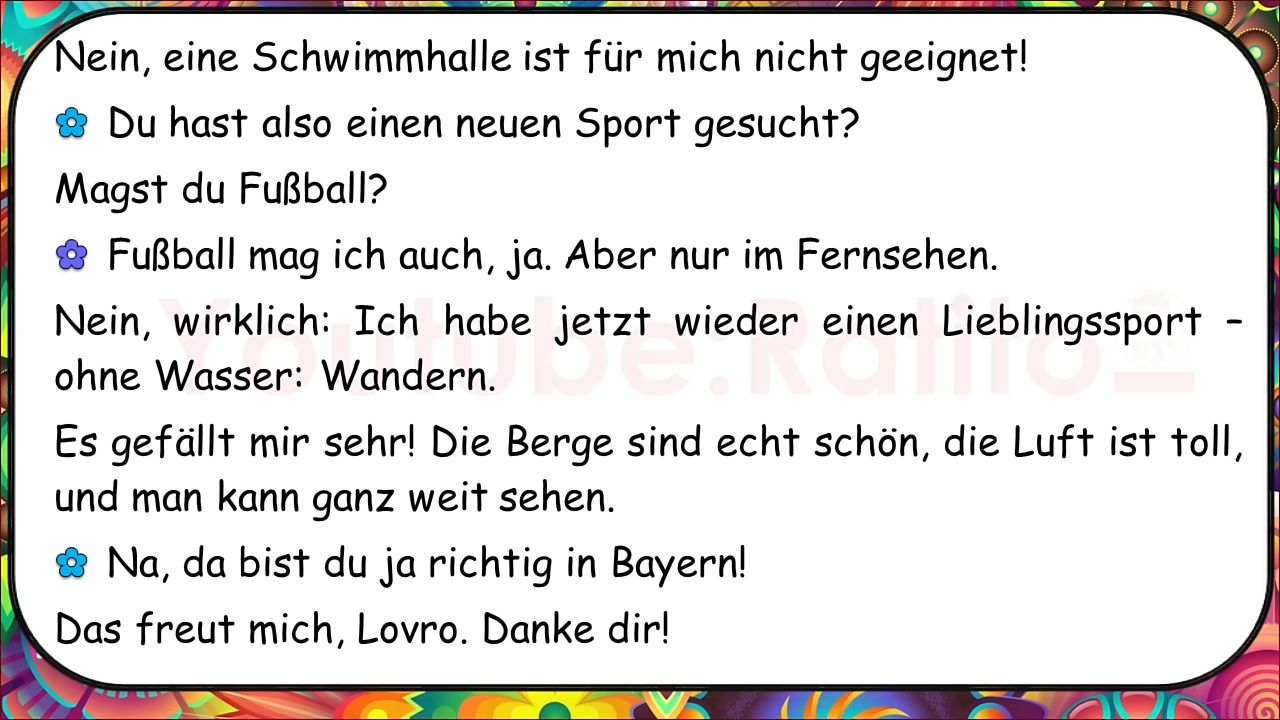 Nein, eine Schwimmhalle ist für mich nicht geeignet!
Du hast also einen neuen Sport gesucht?
Magst du Fußball?
Fußball mag ich auch, ja. Aber nur im Fernsehen.
Nein, wirklich: Ich habe jetzt wieder einen Lieblingssport –
ohne Wasser: Wandern.
Es gefällt mir sehr! Die Berge sind echt schön, die Luft ist toll,
und man kann ganz weit sehen.
Na, da bist du ja richtig in Bayern!
Das freut mich, Lovro. Danke dir!
Youtube:Ratito